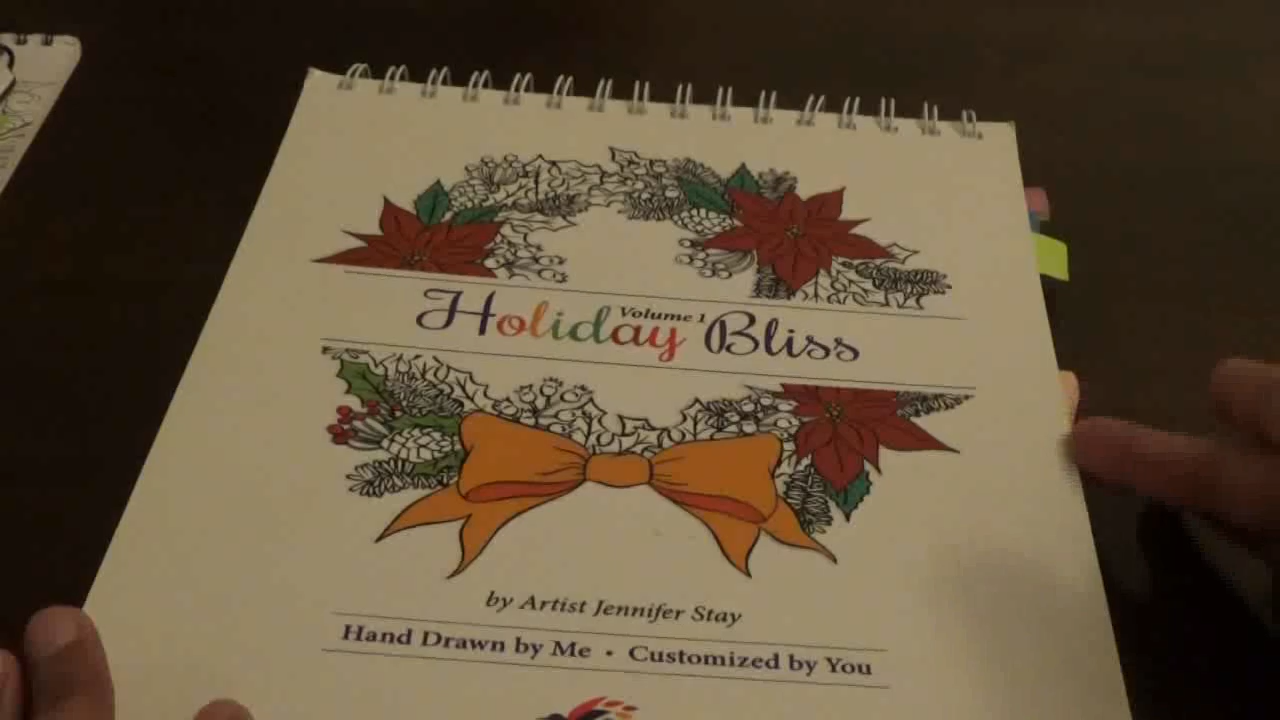 Holiday Volume 1 Bliss
by Artist Jennifer Stay
Hand Drawn by Me • Customized by You